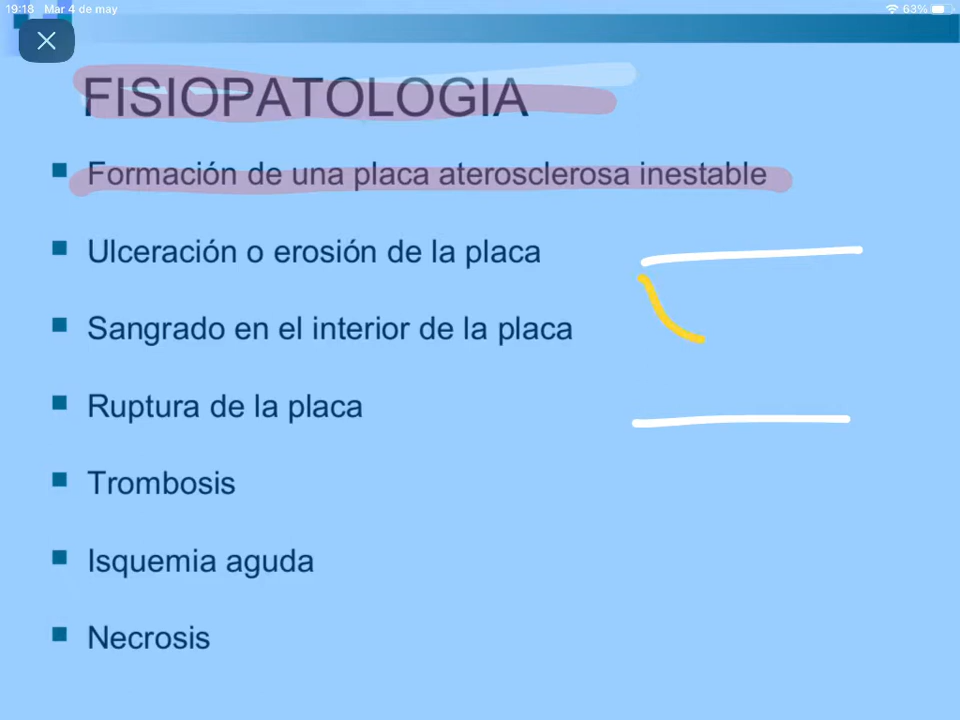 19:18 Mar 4 de may 63%
FISIOPATOLOGIA
Formación de una placa aterosclerosa inestable
Ulceración o erosión de la placa
Sangrado en el interior de la placa
Ruptura de la placa
Trombosis
Isquemia aguda
Necrosis